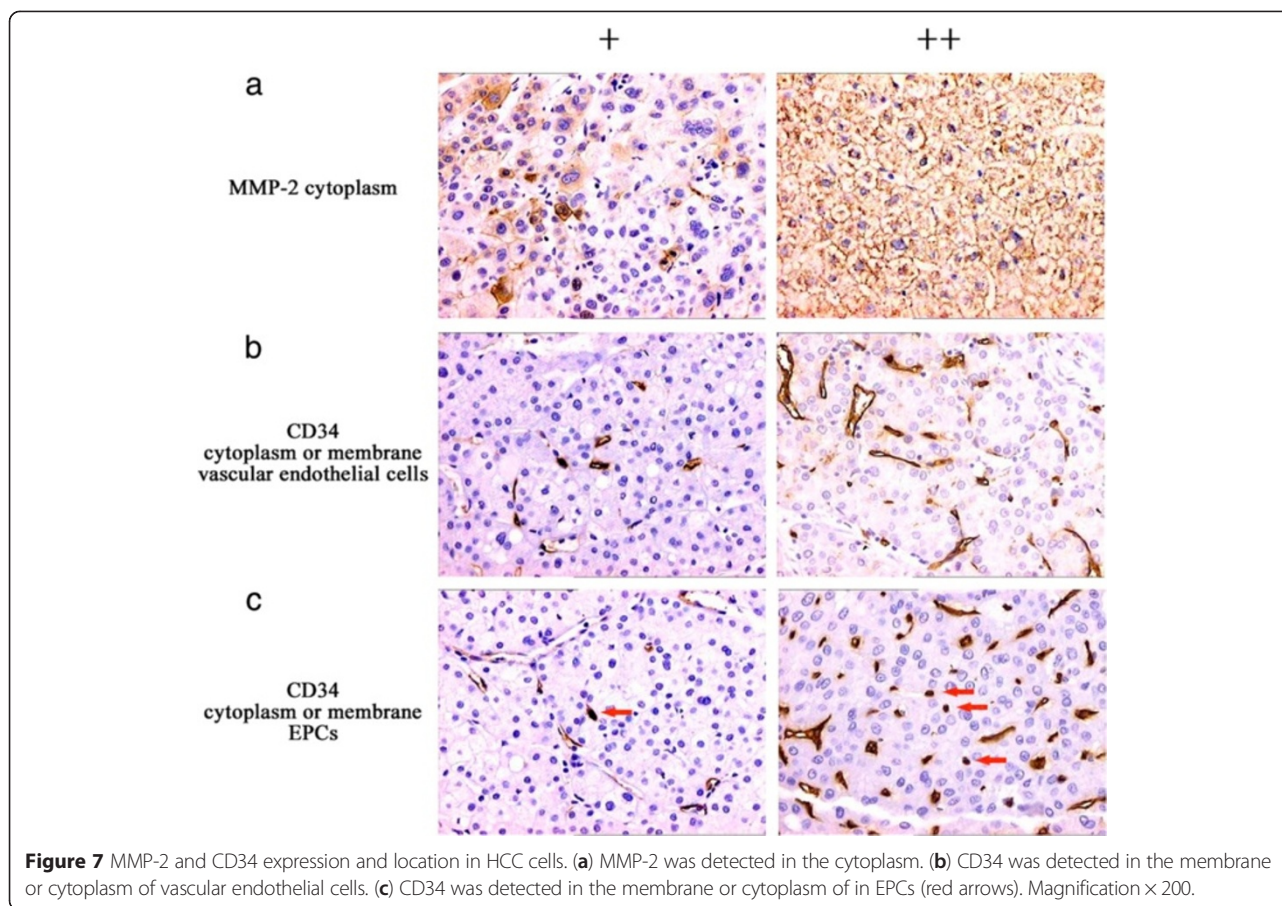 + ++
a
MMP-2 cytoplasm
b
CD34
cytoplasm or membrane
vascular endothelial cells
c
CD34
cytoplasm or membrane
EPCs
Figure 7 MMP-2 and CD34 expression and location in HCC cells. (a) MMP-2 was detected in the cytoplasm. (b) CD34 was detected in the membrane
or cytoplasm of vascular endothelial cells. (c) CD34 was detected in the membrane or cytoplasm of in EPCs (red arrows). Magnification × 200.